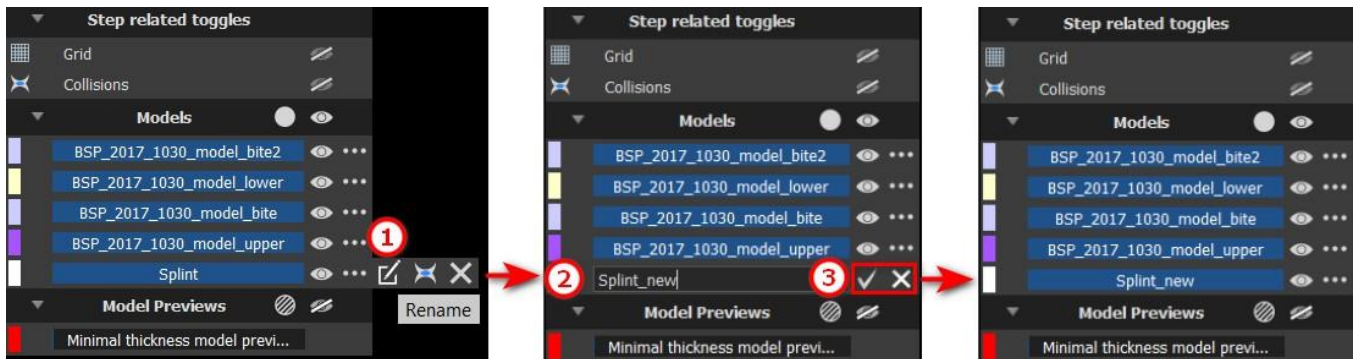 Step related toggles
Grid
Collisions
Models
BSP_2017_1030_model_bite2
BSP_2017_1030_model_lower
BSP_2017_1030_model_bite
BSP_2017_1030_model_upper
1
Splint
Rename
Model Previews
Minimal thickness model previ...
Step related toggles
Grid
Collisions
Models
BSP_2017_1030_model_bite2
BSP_2017_1030_model_lower
BSP_2017_1030_model_bite
BSP_2017_1030_model_upper
2 Splint_new 3
Model Previews
Minimal thickness model previ...
Step related toggles
Grid
Collisions
Models
BSP_2017_1030_model_bite2
BSP_2017_1030_model_lower
BSP_2017_1030_model_bite
BSP_2017_1030_model_upper
Splint_new
Model Previews
Minimal thickness model previ...